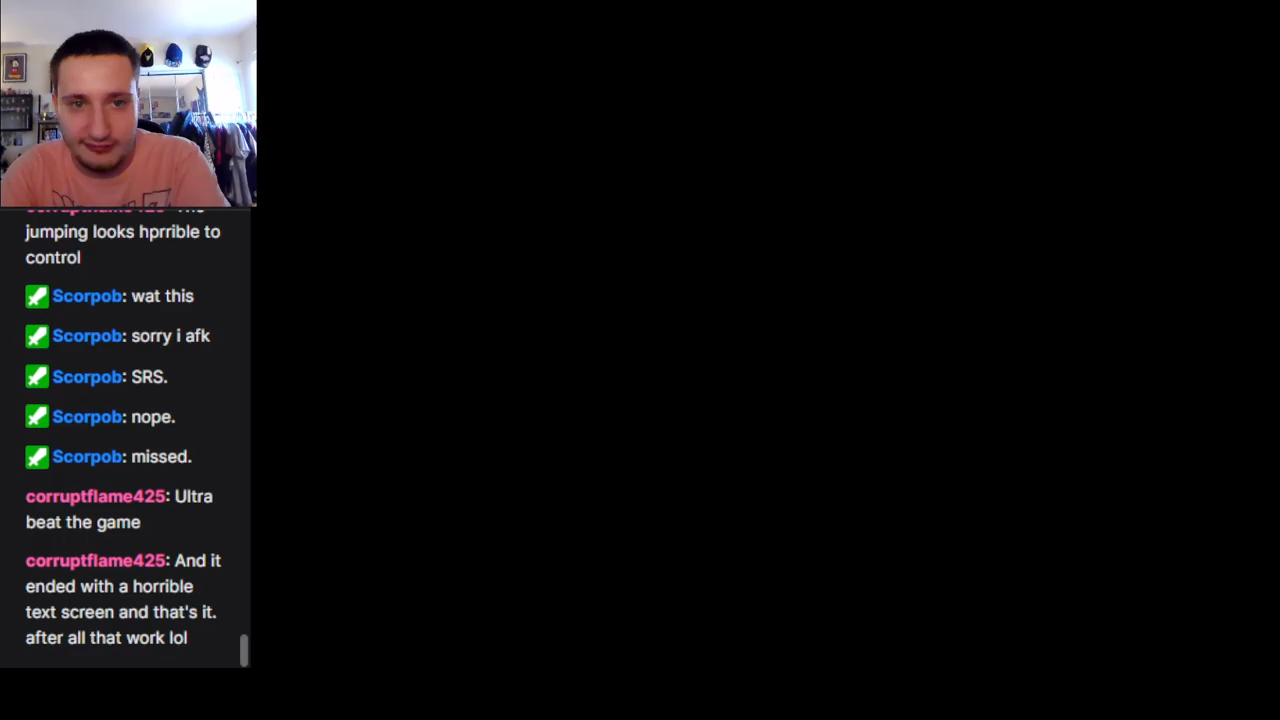 jumping looks hprrible to
control
Scorpob: wat this
Scorpob: sorry i afk
Scorpob: SRS.
Scorpob: nope.
Scorpob: missed.
corruptflame425: Ultra
beat the game
corruptflame425: And it
ended with a horrible
text screen and that's it.
after all that work lol